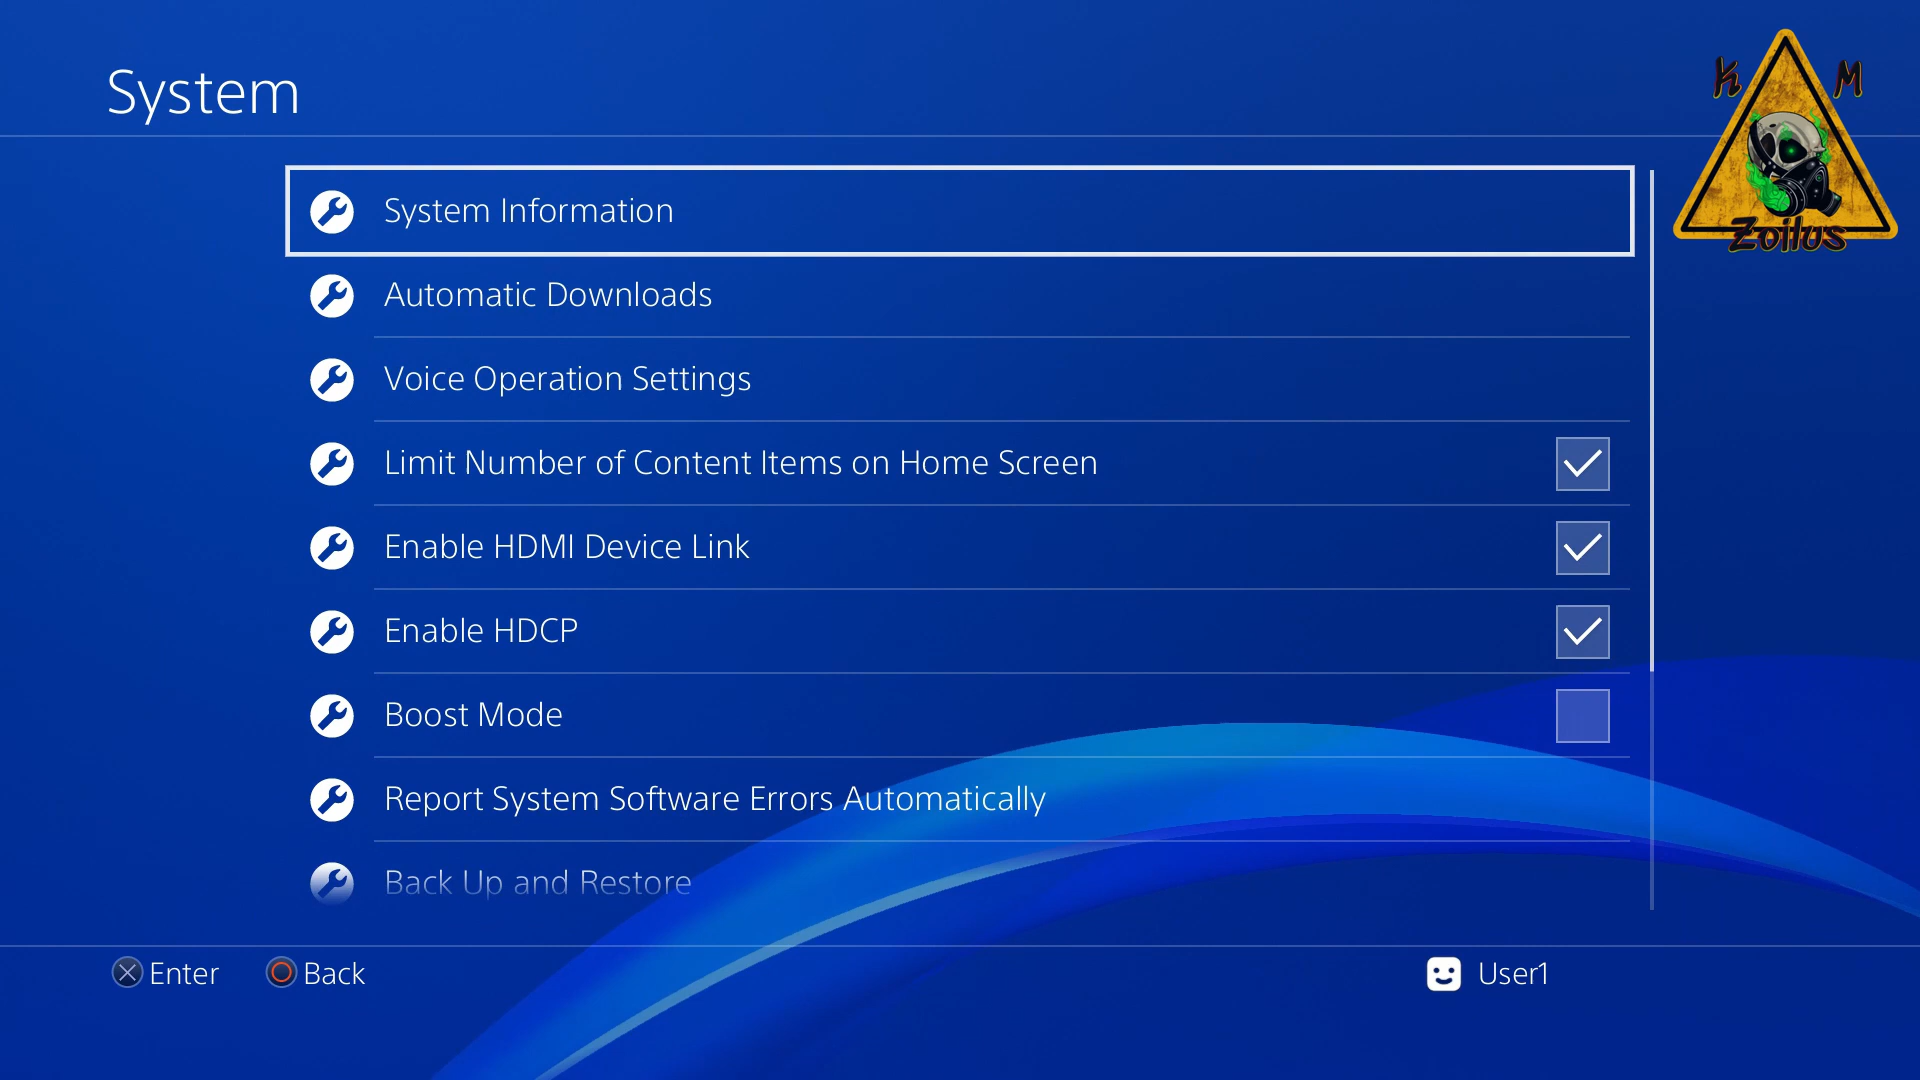 System
K M
Zoilus
System Information
Automatic Downloads
Voice Operation Settings
Limit Number of Content Items on Home Screen
Enable HDMI Device Link
Enable HDCP
Boost Mode
Report System Software Errors Automatically
Back Up and Restore
Enter Back User1